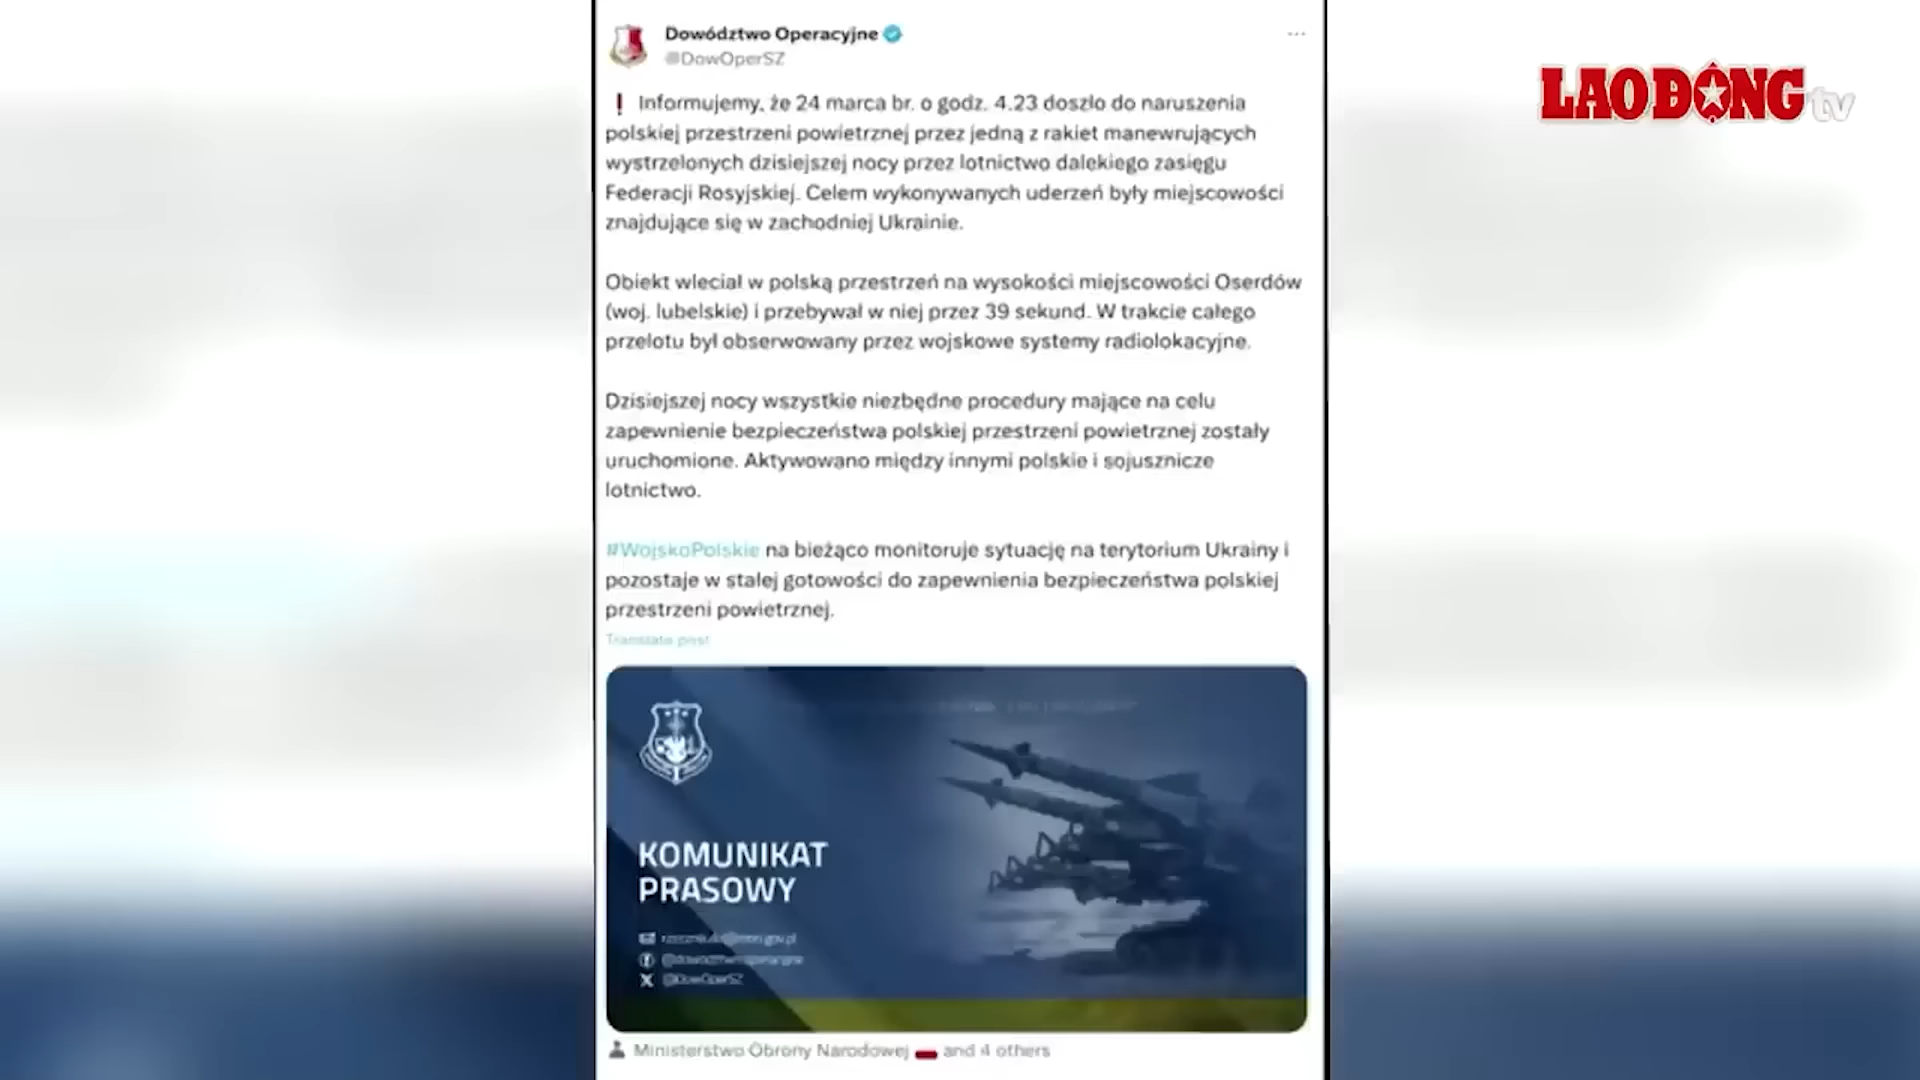 Dowództwo Operacyjne
@DowOperSZ
LAO ĐỘNG tv
❗ Informujemy, że 24 marca br. o godz. 4.23 doszło do naruszenia
polskiej przestrzeni powietrznej przez jedną z rakiet manewrujących
wystrzelonych dzisiejszej nocy przez lotnictwo dalekiego zasięgu
Federacji Rosyjskiej. Celem wykonywanych uderzeń były miejscowości
znajdujące się w zachodniej Ukrainie.
Obiekt wleciał w polską przestrzeń na wysokości miejscowości Oserdów
(woj. lubelskie) i przebywał w niej przez 39 sekund. W trakcie całego
przelotu był obserwowany przez wojskowe systemy radiolokacyjne.
Dzisiejszej nocy wszystkie niezbędne procedury mające na celu
zapewnienie bezpieczeństwa polskiej przestrzeni powietrznej zostały
uruchomione. Aktywowano między innymi polskie i sojusznicze
lotnictwo.
#WojskoPolskie na bieżąco monitoruje sytuację na terytorium Ukrainy i
pozostaje w stałej gotowości do zapewnienia bezpieczeństwa polskiej
przestrzeni powietrznej.
Translate post
KOMUNIKAT
PRASOWY
@DowOperSZ
Ministerstwo Obrony Narodowej and 4 others